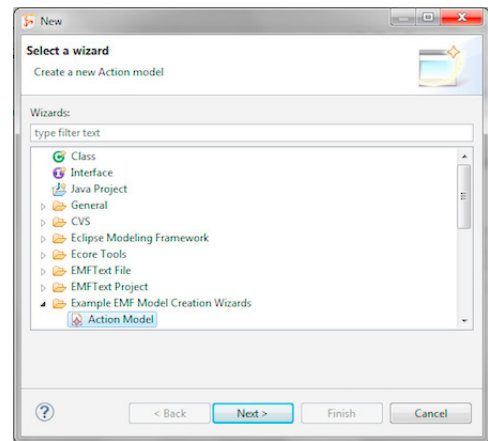 New
Select a wizard
Create a new Action model
Wizards:
type filter text
Class
Interface
Java Project
General
CVS
Eclipse Modeling Framework
Ecore Tools
EMFText File
EMFText Project
Example EMF Model Creation Wizards
Action Model
< Back Next > Finish Cancel